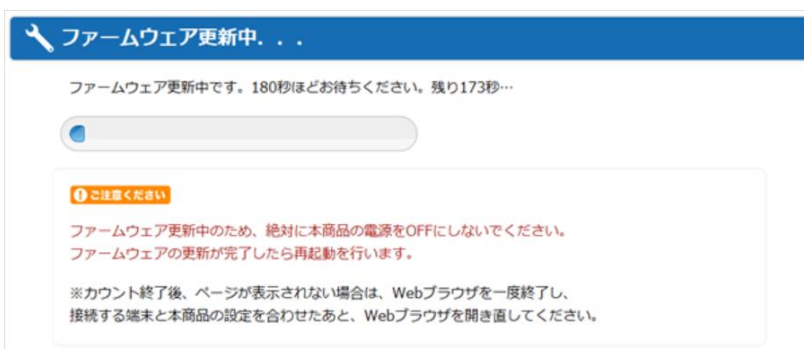 ファームウェア更新中．．．
ファームウェア更新中です。180秒ほどお待ちください。残り173秒…
ご注意ください
ファームウェア更新中のため、絶対に本商品の電源をOFFにしないでください。
ファームウェアの更新が完了したら再起動を行います。
※カウント終了後、ページが表示されない場合は、Webブラウザを一度終了し、
接続する端末と本商品の設定を合わせたあと、Webブラウザを開き直してください。